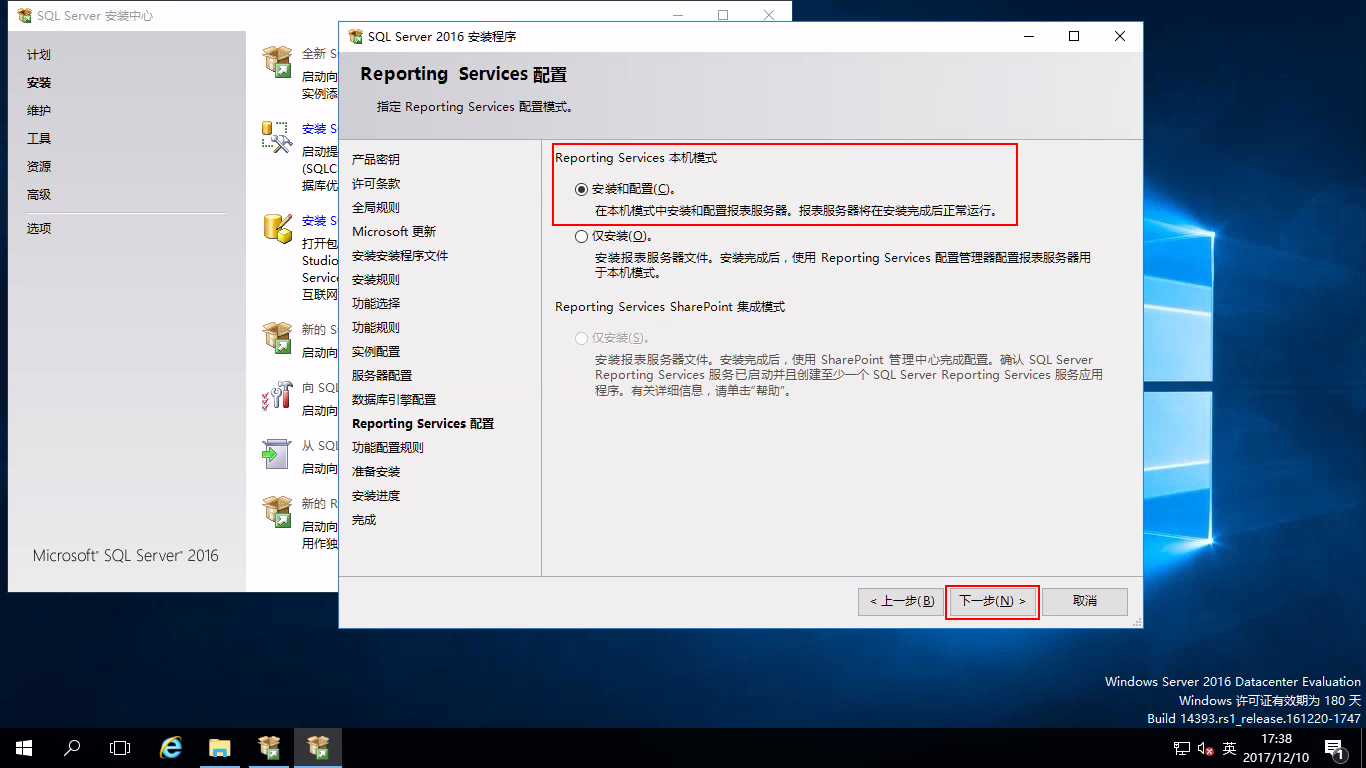 SQL Server 安装中心
计划
安装
维护
工具
资源
高级
选项
Microsoft® SQL Server® 2016
全新 S
启动向
实例添
安装 S
启动提
(SQLC
据库优
安装 S
打开包
Studio
Service
互联网
新的 S
启动向
向 SQL
启动向
从 SQL
启动向
新的 R
启动向
用作独
SQL Server 2016 安装程序
Reporting Services 配置
指定 Reporting Services 配置模式。
产品密钥
许可条款
全局规则
Microsoft 更新
安装安装程序文件
安装规则
功能选择
功能规则
实例配置
服务器配置
数据库引擎配置
Reporting Services 配置
功能配置规则
准备安装
安装进度
完成
Reporting Services 本机模式
安装和配置(C)。
在本机模式中安装和配置报表服务器。报表服务器将在安装完成后正常运行。
仅安装(O)。
安装报表服务器文件。安装完成后，使用 Reporting Services 配置管理器配置报表服务器用
于本机模式。
Reporting Services SharePoint 集成模式
仅安装(S)。
安装报表服务器文件。安装完成后，使用 SharePoint 管理中心完成配置。确认 SQL Server
Reporting Services 服务已启动并且创建至少一个 SQL Server Reporting Services 服务应用
程序。有关详细信息，请单击“帮助”。
< 上一步(B)
下一步(N) >
取消
Windows Server 2016 Datacenter Evaluation
Windows 许可证有效期为 180 天
Build 14393.rs1_release.161220-1747
英
17:38
2017/12/10
1